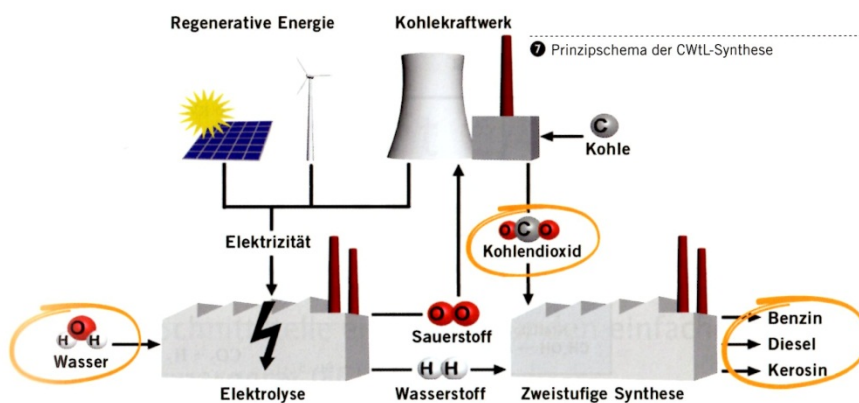 Regenerative Energie
Kohlekraftwerk
7 Prinzipschema der CWtL-Synthese
C
Kohle
Elektrizität
O C O
Kohlendioxid
O
H H
Wasser
O O
Sauerstoff
Benzin
Diesel
Kerosin
H H
Elektrolyse
Wasserstoff
Zweistufige Synthese